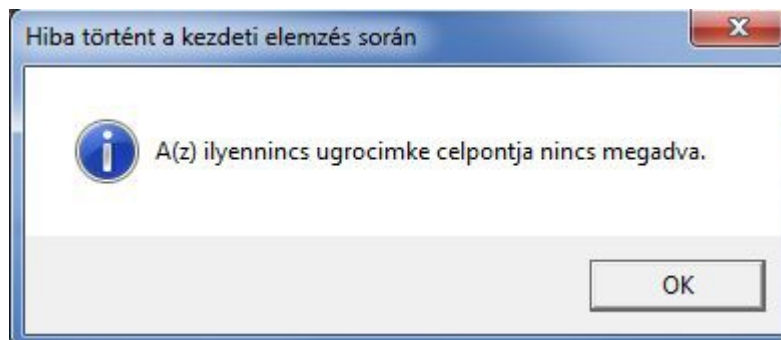 Hiba történt a kezdeti elemzés során
A(z) ilyennincs ugrocimke celpontja nincs megadva.
OK